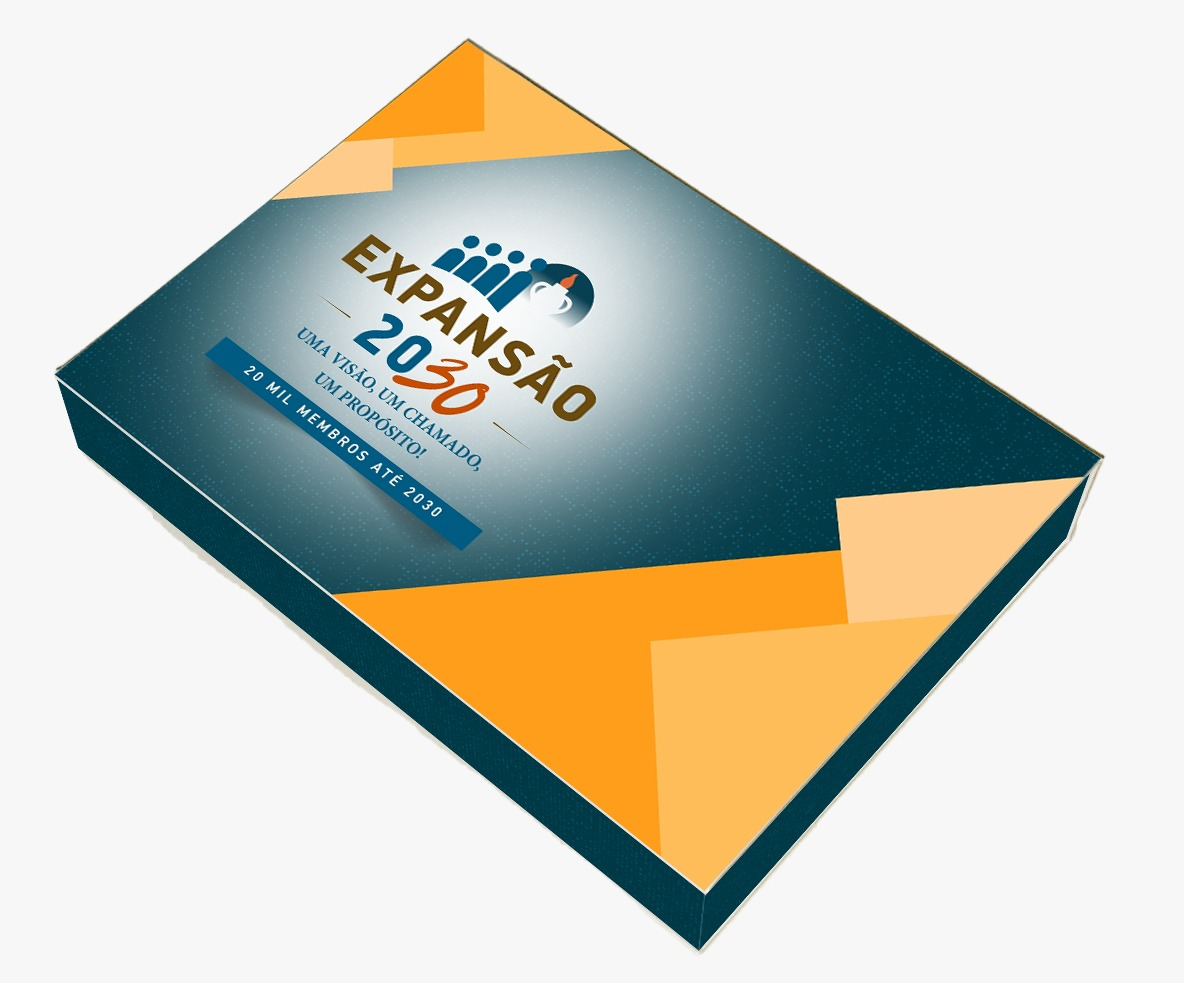 EXPANSÃO
2030
UMA VISÃO, UM CHAMADO,
UM PROPÓSITO!
20 MIL MEMBROS ATÉ 2030